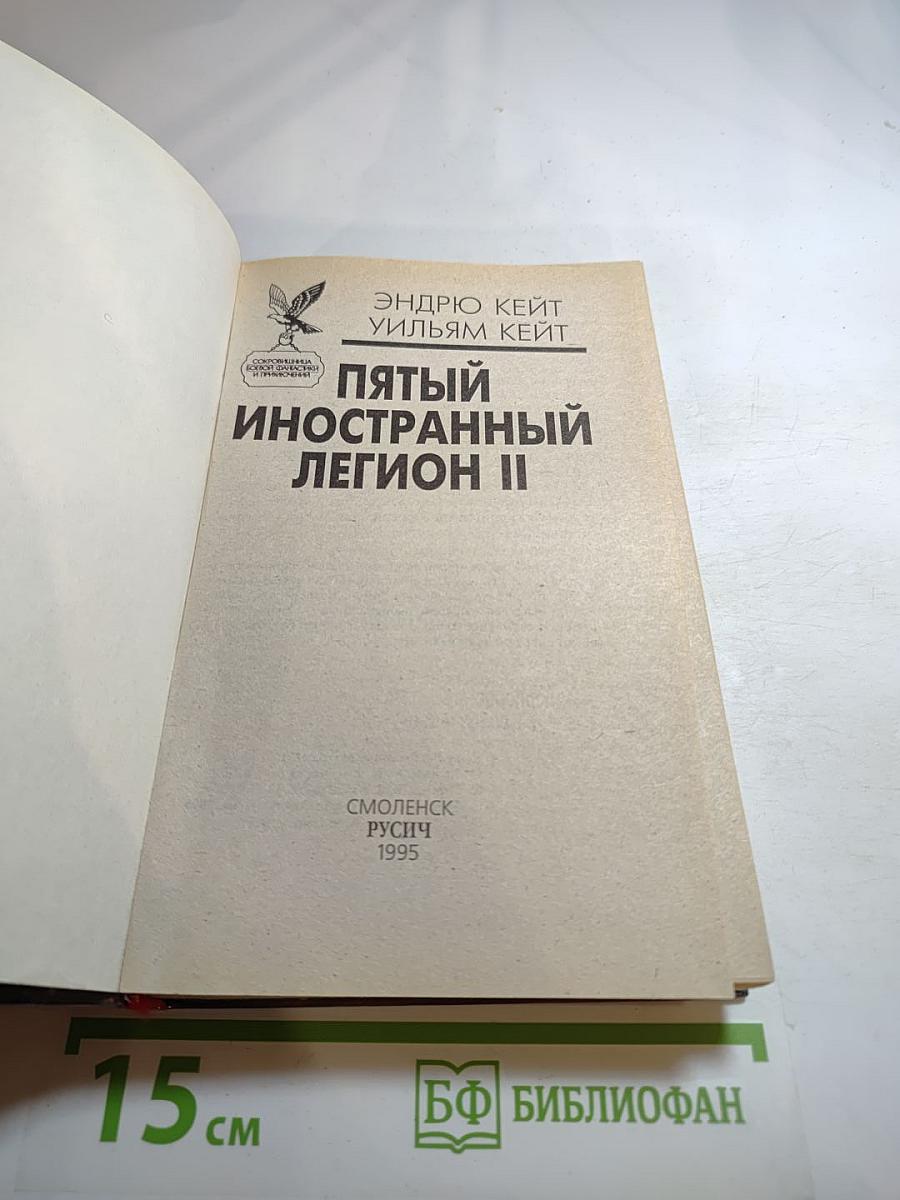 ЭНДРЮ КЕЙТ
УИЛЬЯМ КЕЙТ
СОКРОВИЩНИЦА
БОЕВОЙ ФАНТАСТИКИ
И ПРИКЛЮЧЕНИЙ
ПЯТЫЙ
ИНОСТРАННЫЙ
ЛЕГИОН II
СМОЛЕНСК
РУСИЧ
1995
15 см
БФ БИБЛИОФАН